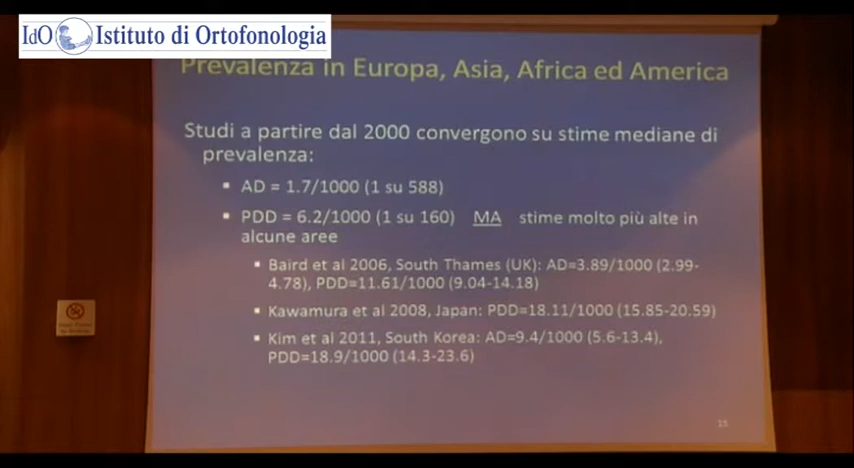 IdO Istituto di Ortofonologia
Prevalenza in Europa, Asia, Africa ed America
Studi a partire dal 2000 convergono su stime mediane di
prevalenza:
▪ AD = 1.7/1000 (1 su 588)
▪ PDD = 6.2/1000 (1 su 160) MA stime molto più alte in
alcune aree
▪ Baird et al 2006, South Thames (UK): AD=3.89/1000 (2.99-
4.78), PDD=11.61/1000 (9.04-14.18)
▪ Kawamura et al 2008, Japan: PDD=18.11/1000 (15.85-20.59)
▪ Kim et al 2011, South Korea: AD=9.4/1000 (5.6-13.4),
PDD=18.9/1000 (14.3-23.6)